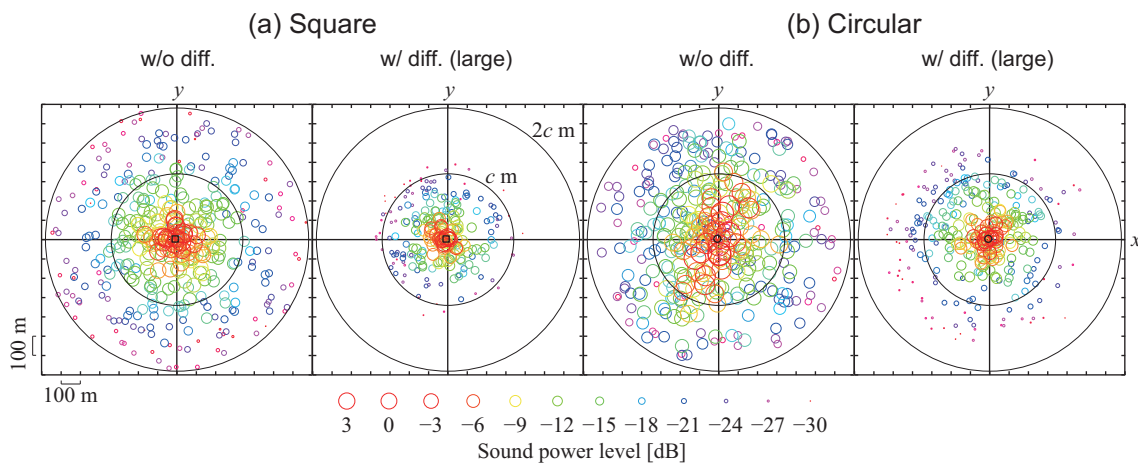 (a) Square (b) Circular
w/o diff. w/ diff. (large) w/o diff. w/ diff. (large)
y y y y
2c m
c m
x
100 m
100 m
3 0 −3 −6 −9 −12 −15 −18 −21 −24 −27 −30
Sound power level [dB]